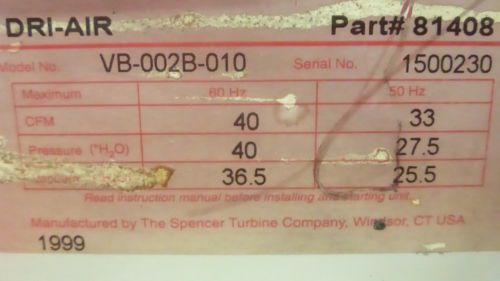 DRI-AIR Part# 81408
Model No. VB-002B-010 Serial No. 1500230
Maximum 60 Hz 50 Hz
CFM 40 33
Pressure ("H2O) 40 27.5
36.5 25.5
Read instruction manual before installing and starting unit.
Manufactured by The Spencer Turbine Company, Windsor, CT USA
1999